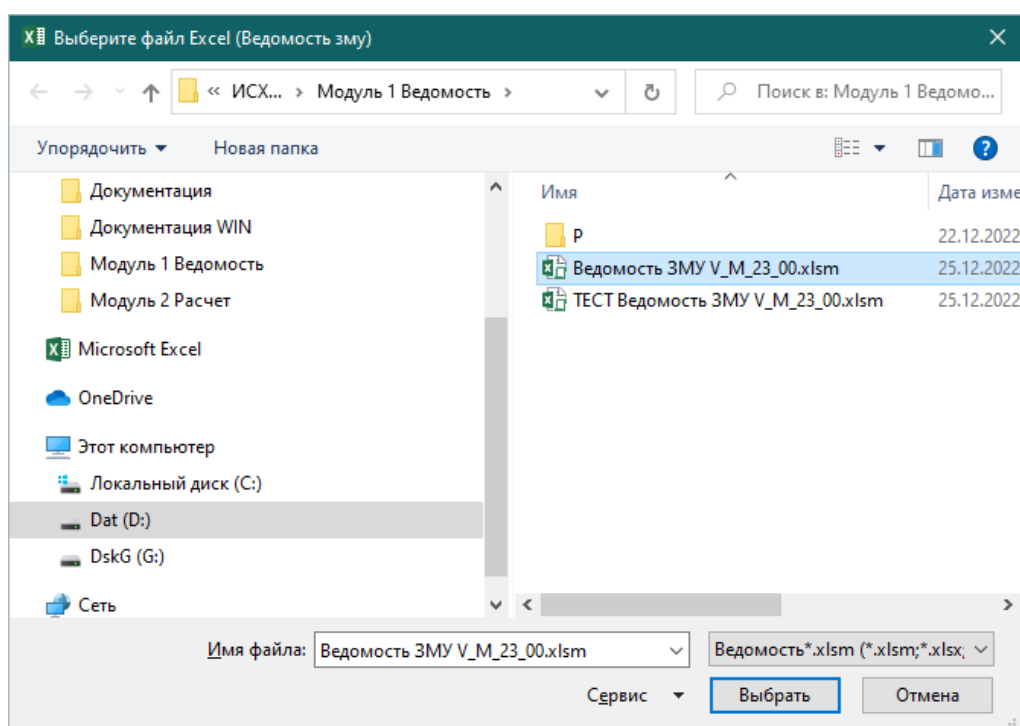 Выберите файл Excel (Ведомость зму)
« ИСХ... › Модуль 1 Ведомость ›
Поиск в: Модуль 1 Ведомо...
Упорядочить Новая папка
Документация
Документация WIN
Модуль 1 Ведомость
Модуль 2 Расчет
Microsoft Excel
OneDrive
Этот компьютер
Локальный диск (C:)
Dat (D:)
DskG (G:)
Сеть
Имя Дата изме
P 22.12.2022
Ведомость ЗМУ V_M_23_00.xlsm 25.12.2022
ТЕСТ Ведомость ЗМУ V_M_23_00.xlsm 25.12.2022
Имя файла: Ведомость ЗМУ V_M_23_00.xlsm Ведомость*.xlsm (*.xlsm;*.xlsx;
Сервис Выбрать Отмена